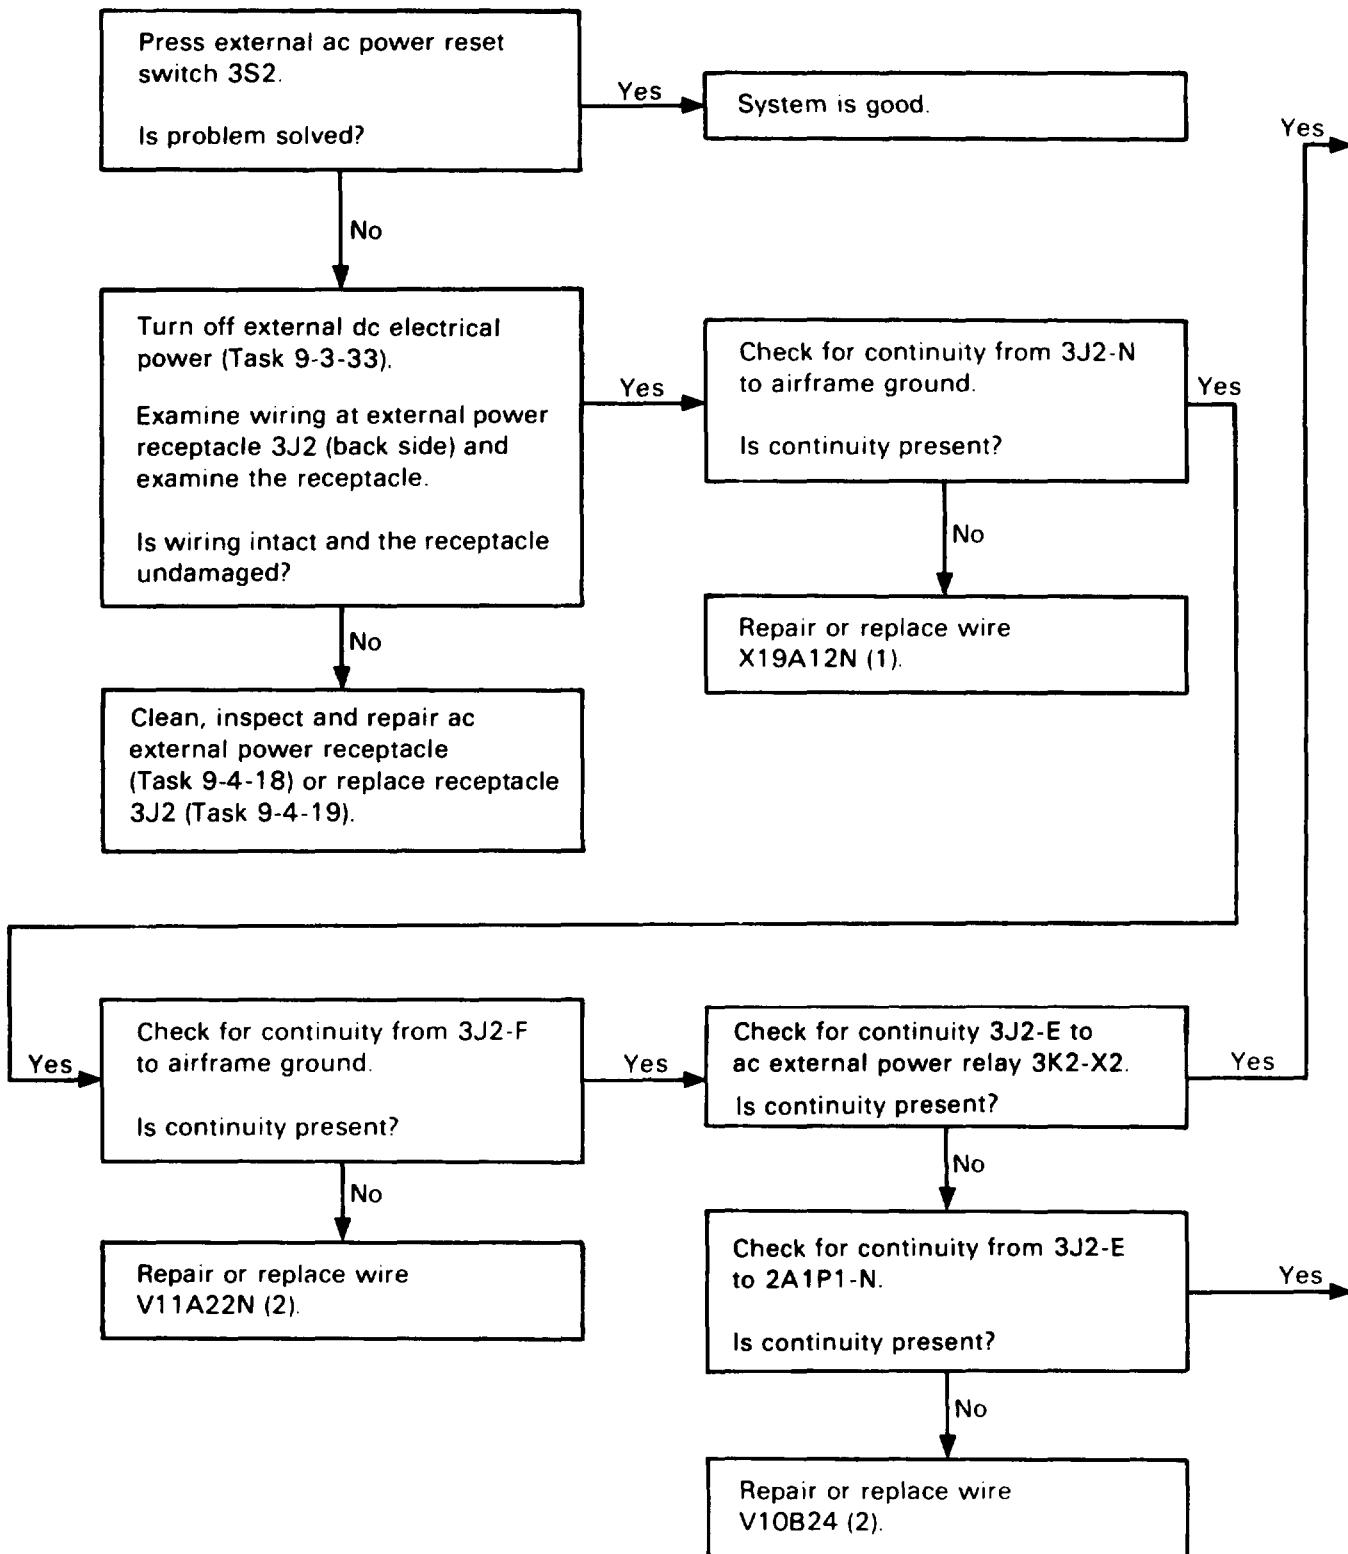 Press external ac power reset
switch 3S2.
Is problem solved?
Yes
System is good.
Yes
No
Turn off external dc electrical
power (Task 9-3-33).
Examine wiring at external power
receptacle 3J2 (back side) and
examine the receptacle.
Is wiring intact and the receptacle
undamaged?
Yes
Check for continuity from 3J2-N
to airframe ground.
Is continuity present?
Yes
No
Repair or replace wire
X19A12N (1).
No
Clean, inspect and repair ac
external power receptacle
(Task 9-4-18) or replace receptacle
3J2 (Task 9-4-19).
Yes
Check for continuity from 3J2-F
to airframe ground.
Is continuity present?
Yes
Check for continuity 3J2-E to
ac external power relay 3K2-X2.
Is continuity present?
Yes
No
Repair or replace wire
V11A22N (2).
No
Check for continuity from 3J2-E
to 2A1P1-N.
Is continuity present?
Yes
No
Repair or replace wire
V10B24 (2).